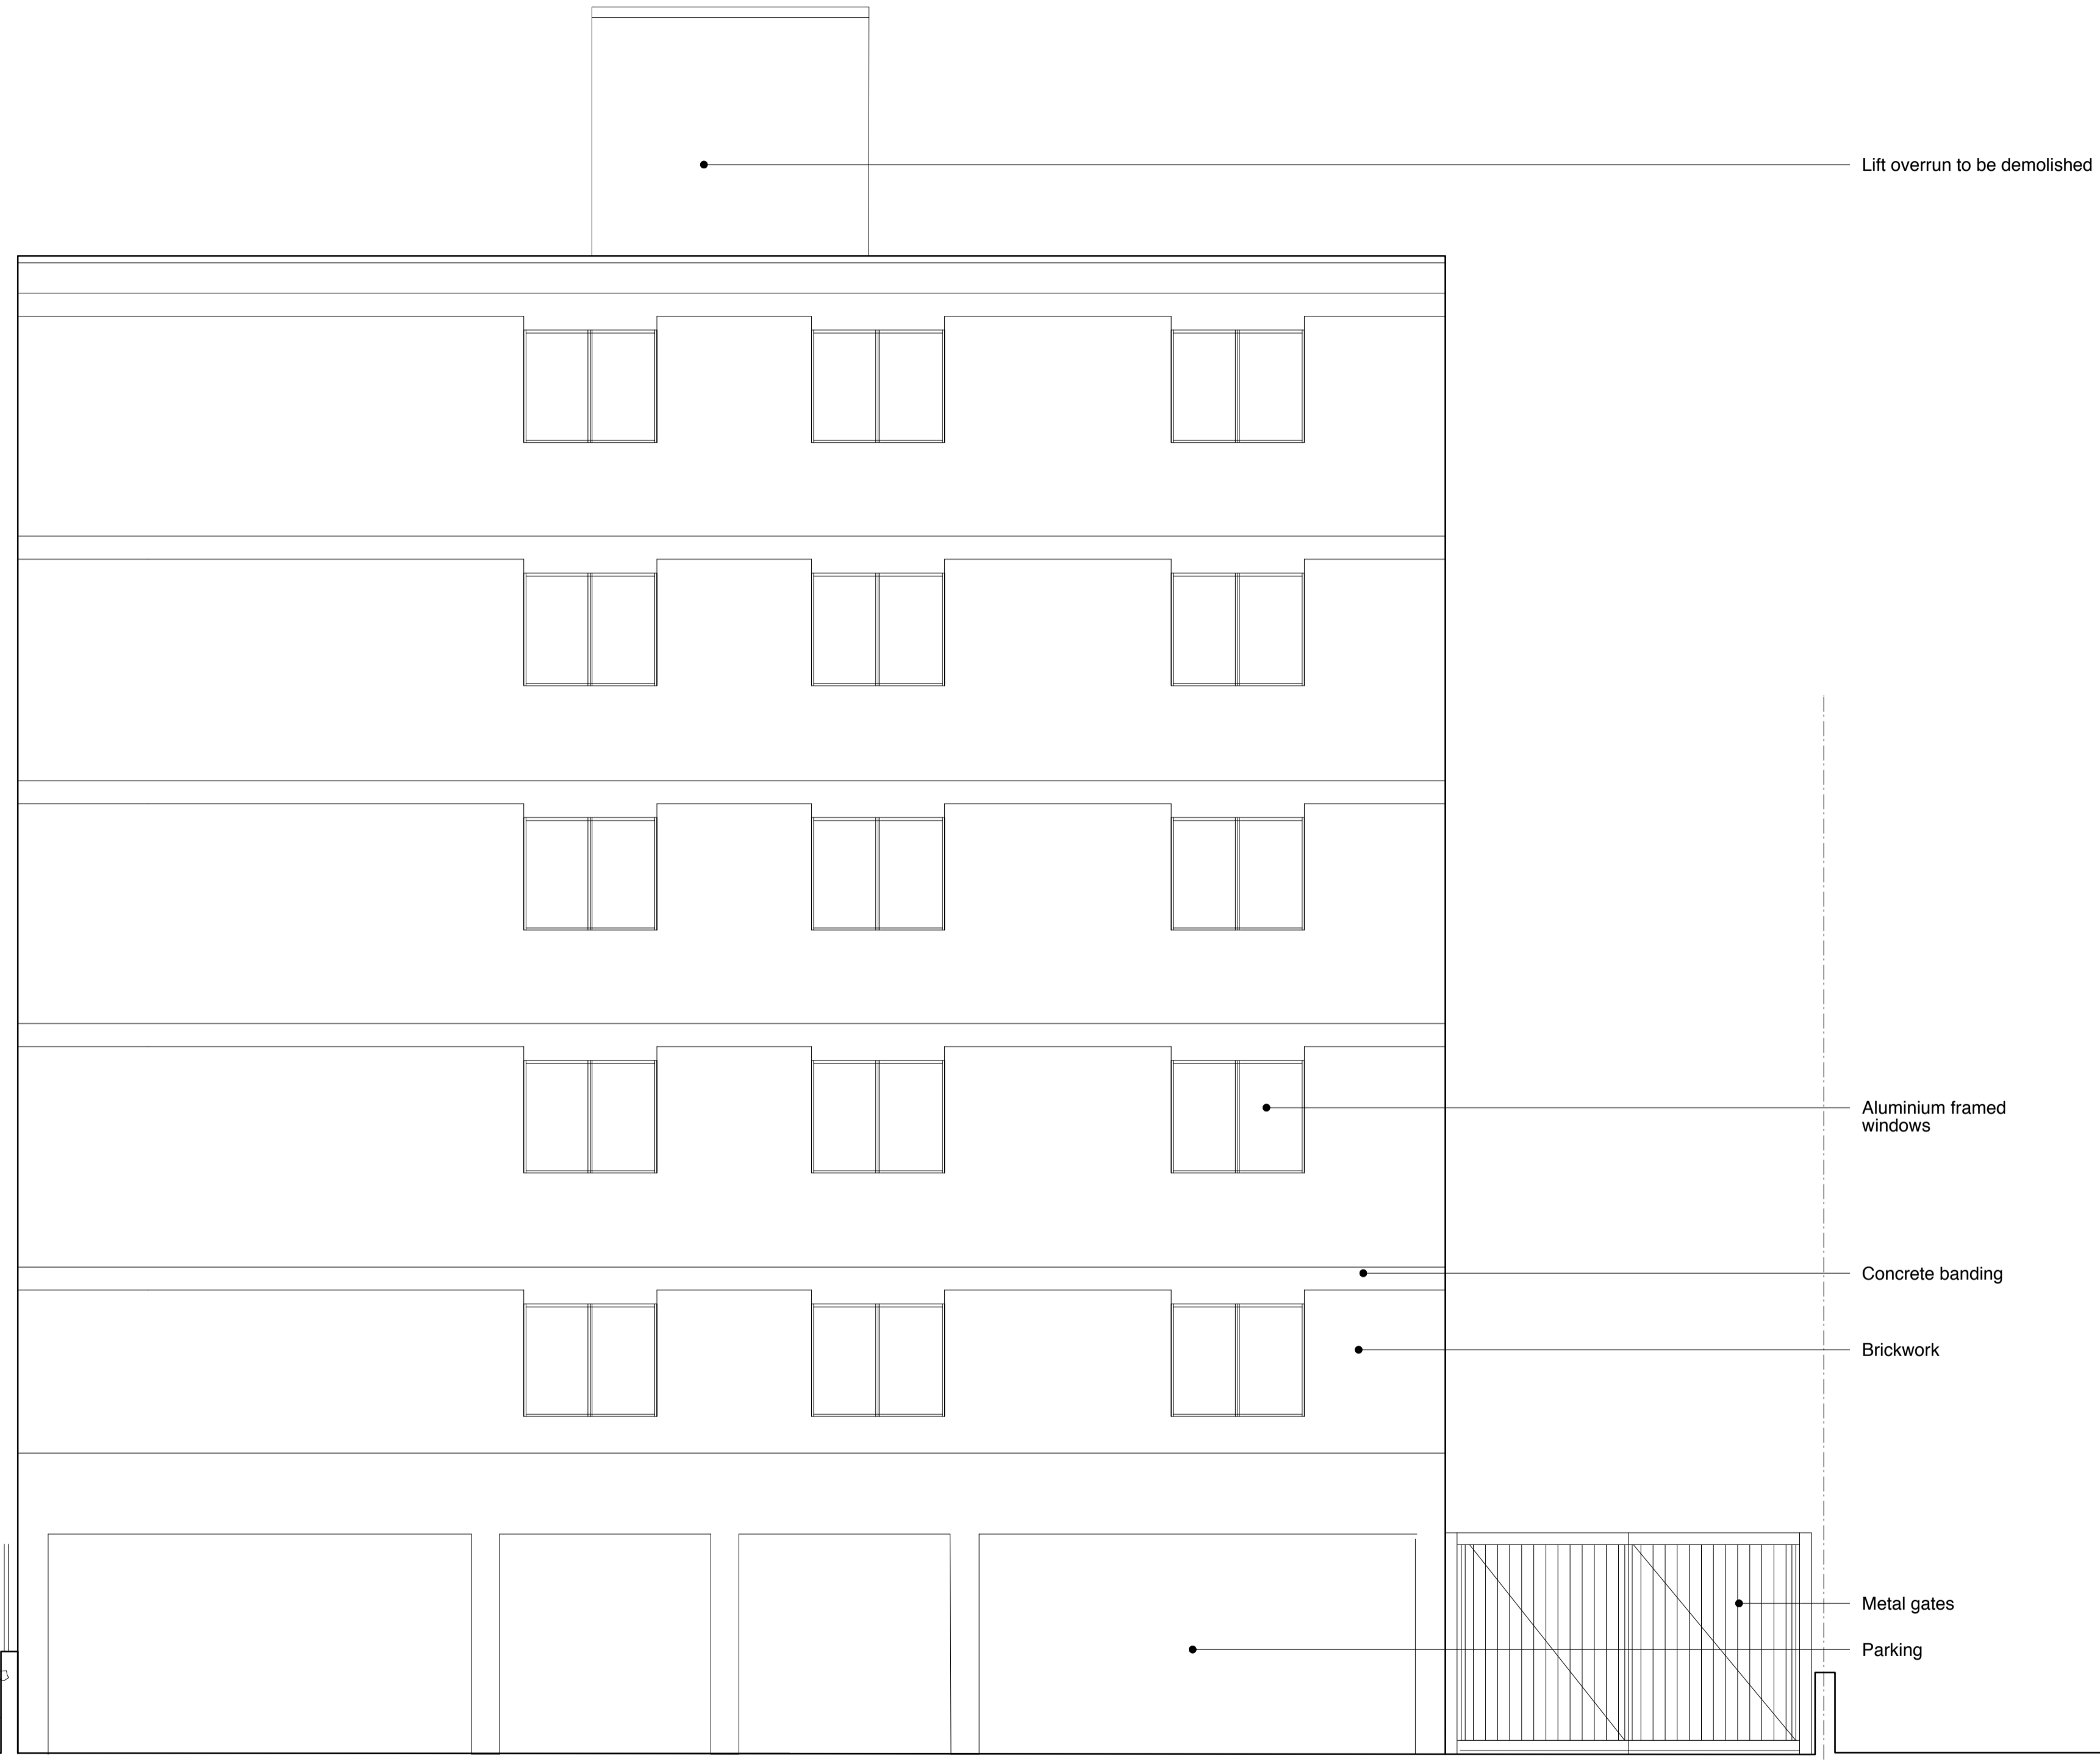 Lift overrun to be demolished
Aluminium framed
windows
Concrete banding
Brickwork
Metal gates
Parking